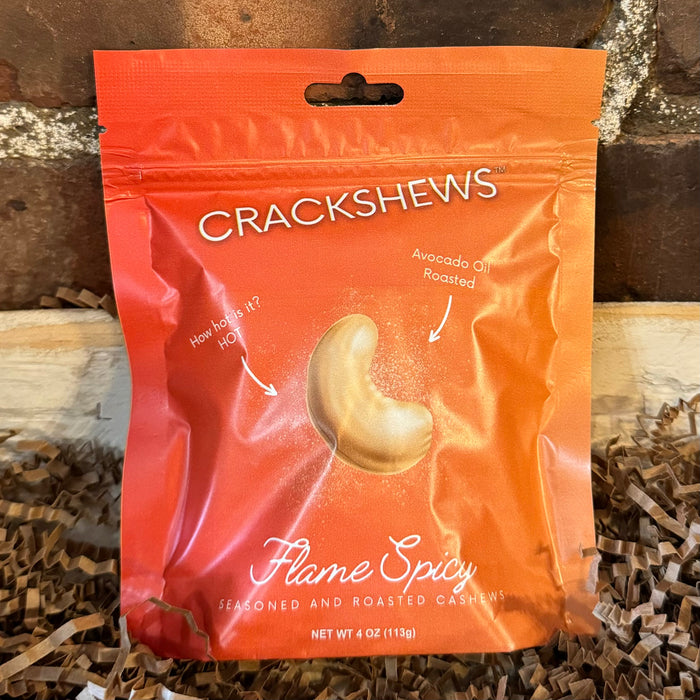 CRACKSHEWS™
Avocado Oil
Roasted
How hot is it?
HOT
Flame Spicy
SEASONED AND ROASTED CASHEWS
NET WT 4 OZ (113g)